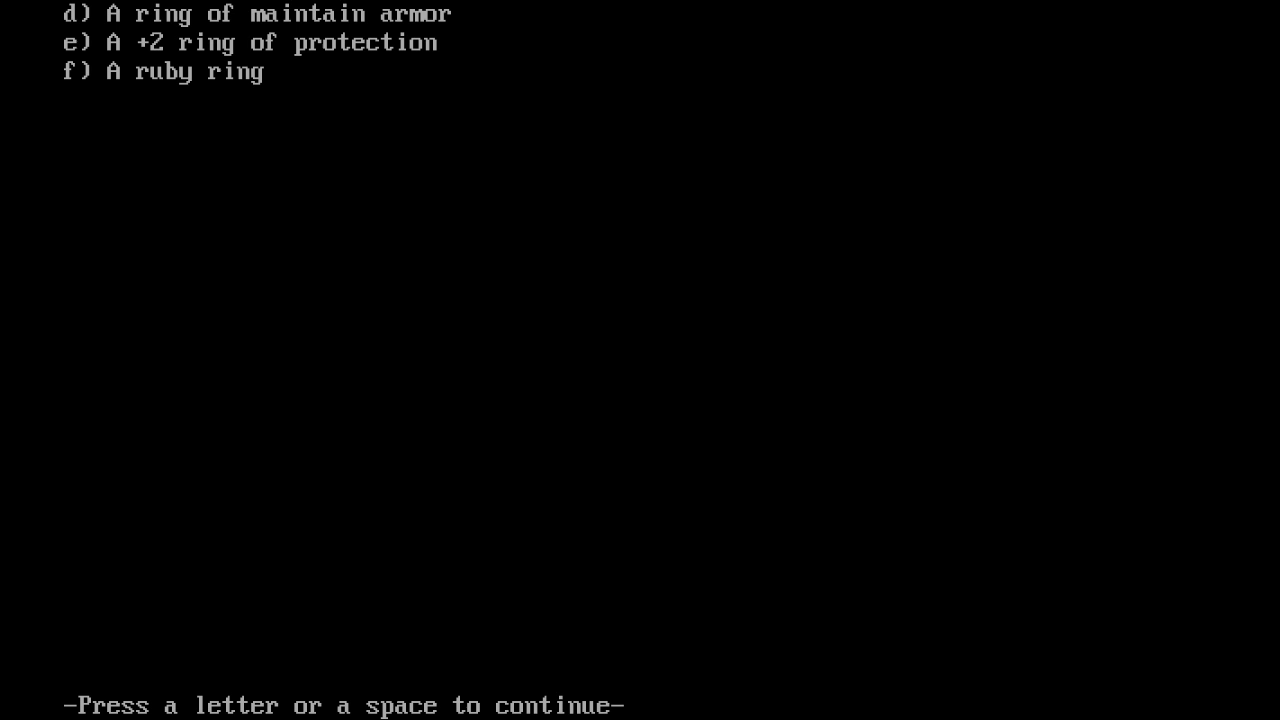 d) A ring of maintain armor
e) A +2 ring of protection
f) A ruby ring
-Press a letter or a space to continue-